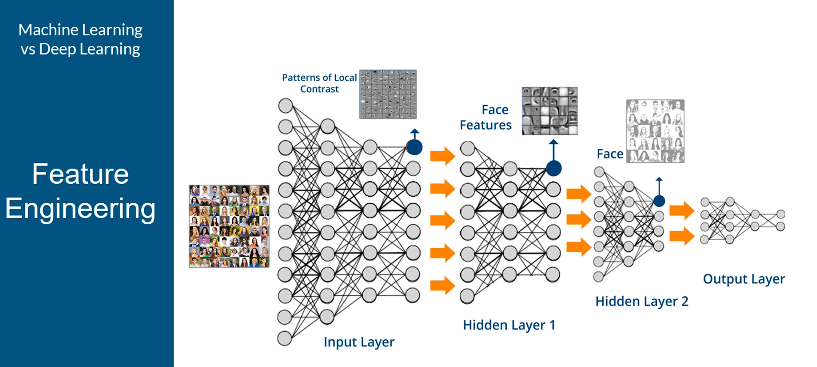 Machine Learning
vs Deep Learning
Feature
Engineering
Patterns of Local
Contrast
Face
Features
Face
Input Layer
Hidden Layer 1
Hidden Layer 2
Output Layer